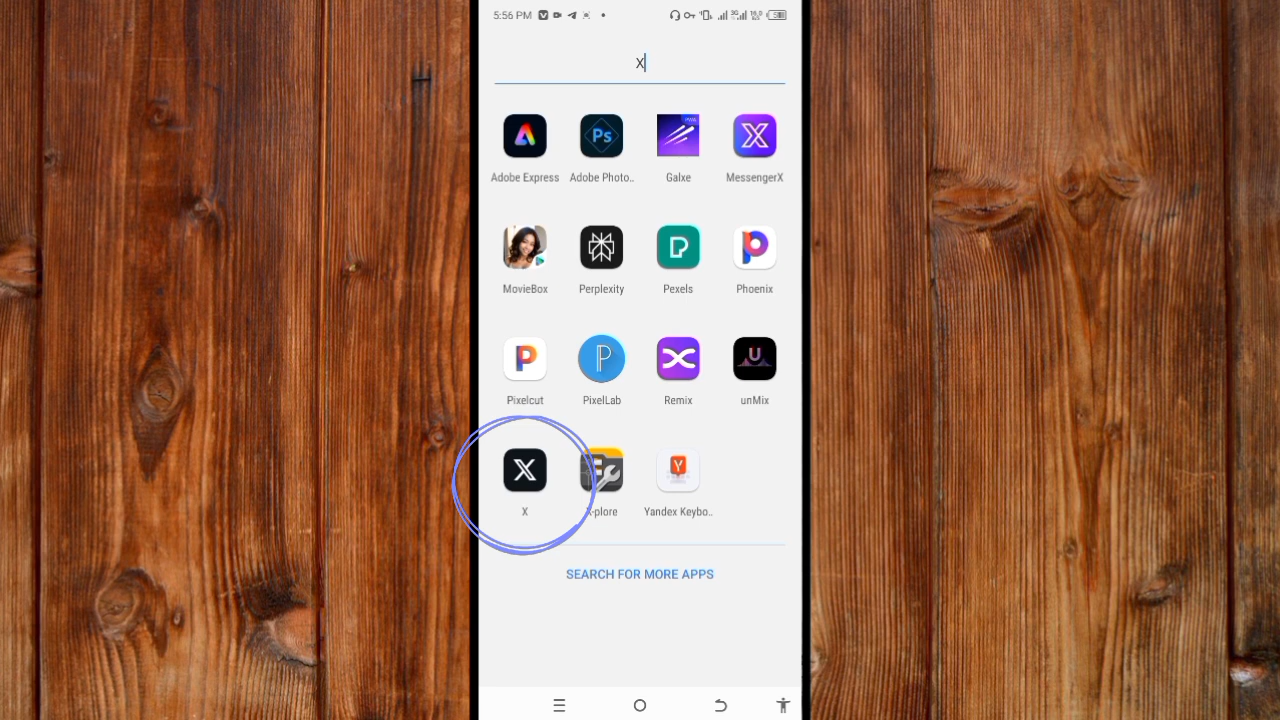 5:56 PM
X
Adobe Express Adobe Photo.. Galxe MessengerX
MovieBox Perplexity Pexels Phoenix
Pixelcut PixelLab Remix unMix
X X-plore Yandex Keybo..
SEARCH FOR MORE APPS